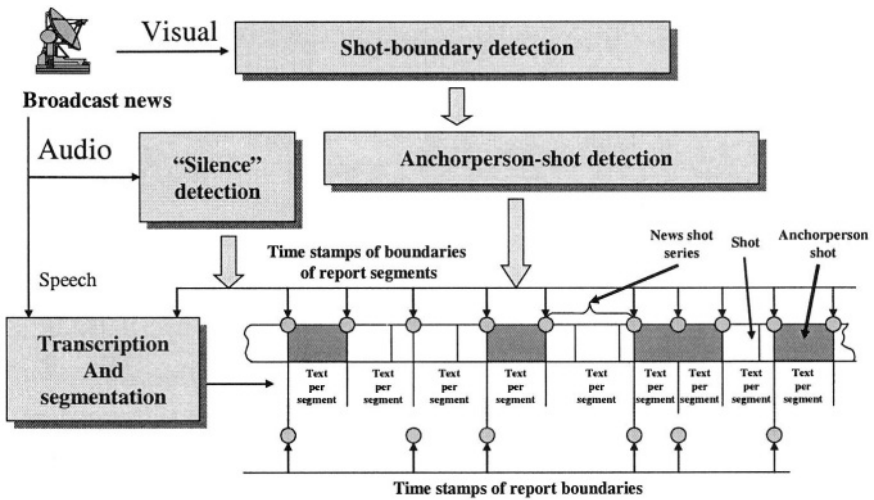 Visual
Shot-boundary detection
Broadcast news
Audio
“Silence”
detection
Anchorperson-shot detection
Time stamps of boundaries
of report segments
News shot
series
Shot
Anchorperson
shot
Speech
Transcription
And
segmentation
Text
per
segment
Text
per
segment
Text
per
segment
Text
per
segment
Text
per
segment
Text
per
segment
Text
per
segment
Text
per
segment
Text
per
segment
Time stamps of report boundaries